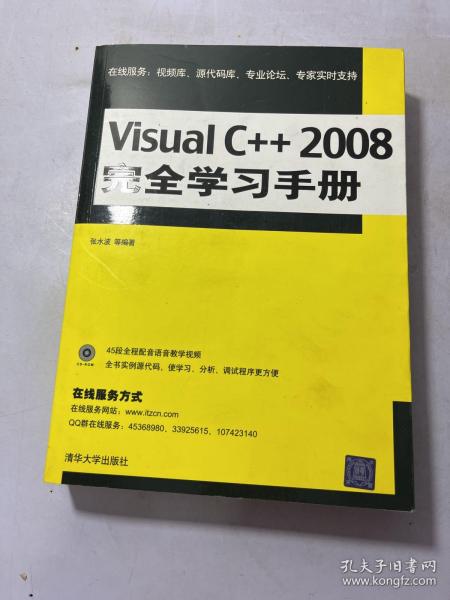 在线服务：视频库、源代码库、专业论坛、专家实时支持
Visual C++ 2008
完全学习手册
张水波 等编著
CD-ROM
45段全程配音语音教学视频
全书实例源代码，使学习、分析、调试程序更方便
在线服务方式
在线服务网站：www.itzcn.com
QQ群在线服务：45368980、33925615、107423140
清华大学出版社
孔夫子旧书网
www.kongfz.com